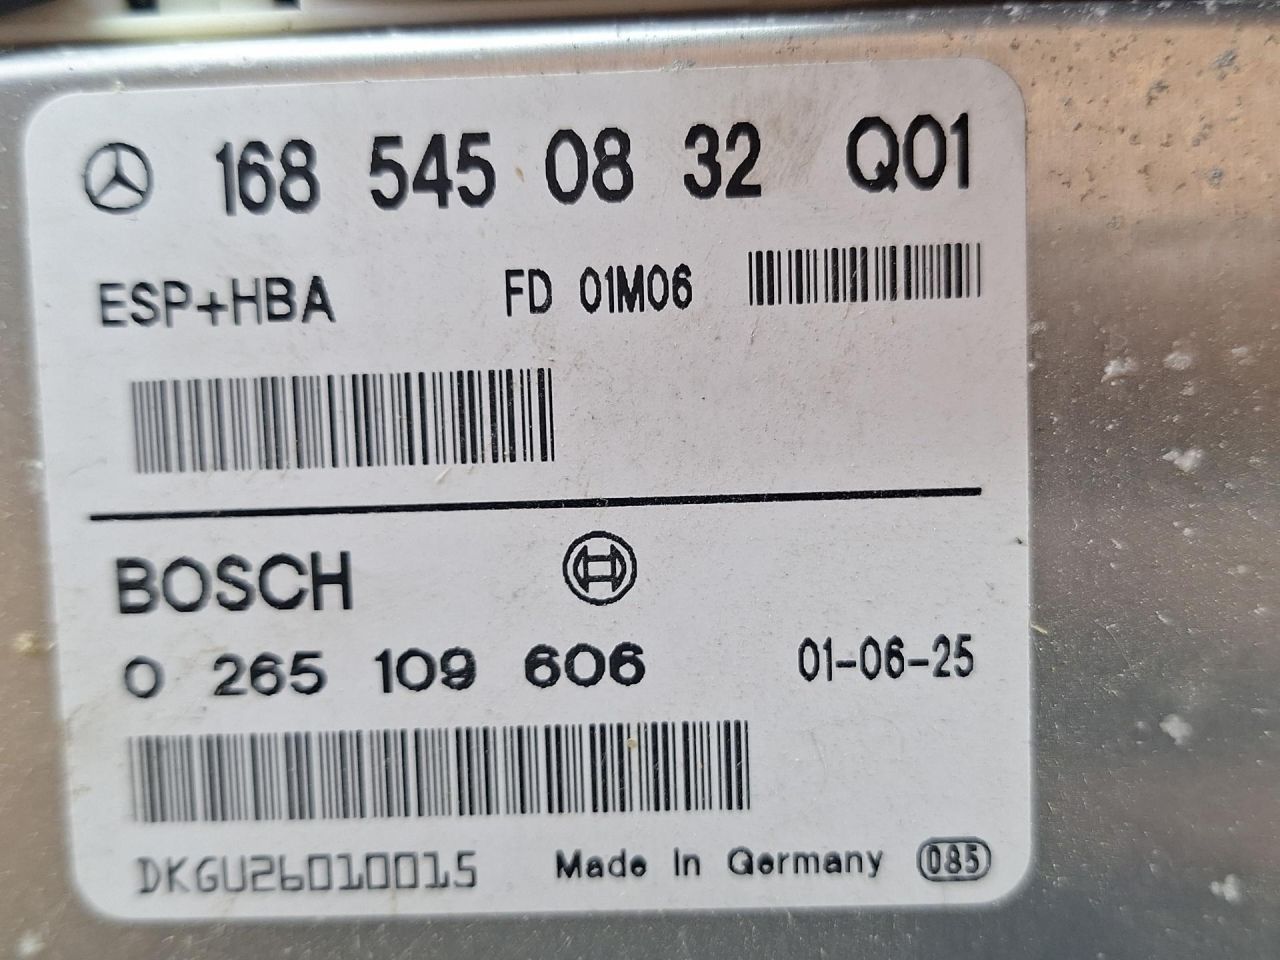 168 545 08 32 Q01
ESP+HBA FD 01M06
BOSCH
0 265 109 606 01-06-25
DKGU26010015
Made In Germany 085